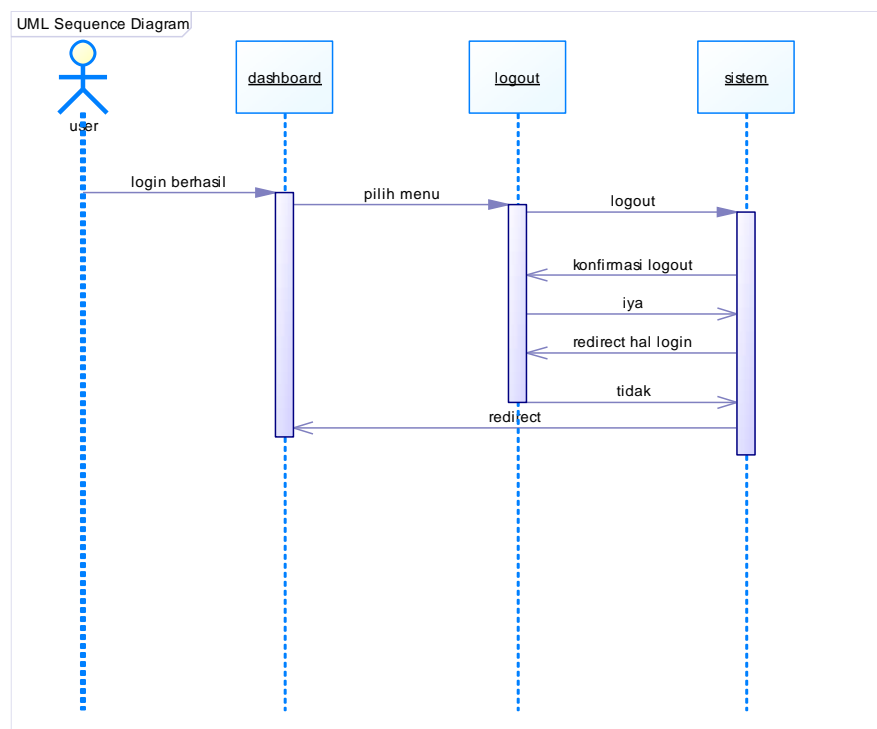 UML Sequence Diagram
user
dashboard
logout
sistem
login berhasil
pilih menu
logout
konfirmasi logout
iya
redirect hal login
tidak
redirect